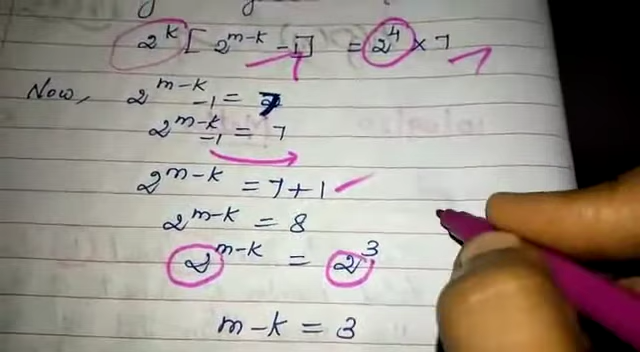 2^k [ 2^{m-k} - 1 ] = 2^4 × 7
Now, 2^{m-k} - 1 = 7
2^{m-k} - 1 = 7
2^{m-k} = 7 + 1
2^{m-k} = 8
2^{m-k} = 2^3
m - k = 3